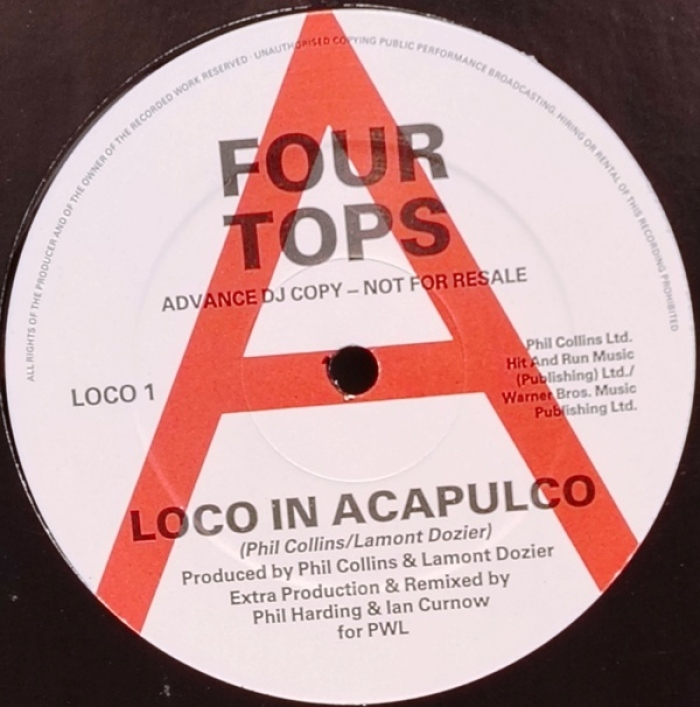 ALL RIGHTS OF THE PRODUCER AND OF THE OWNER OF THE RECORDED WORK RESERVED · UNAUTHORISED COPYING PUBLIC PERFORMANCE BROADCASTING, HIRING OR RENTAL OF THIS RECORDING PROHIBITED
A
FOUR
TOPS
ADVANCE DJ COPY – NOT FOR RESALE
LOCO 1
Phil Collins Ltd.
Hit And Run Music
(Publishing) Ltd./
Warner Bros. Music
Publishing Ltd.
LOCO IN ACAPULCO
(Phil Collins/Lamont Dozier)
Produced by Phil Collins & Lamont Dozier
Extra Production & Remixed by
Phil Harding & Ian Curnow
for PWL